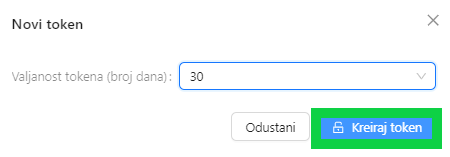 Novi token
Valjanost tokena (broj dana): 30
Odustani Kreiraj token